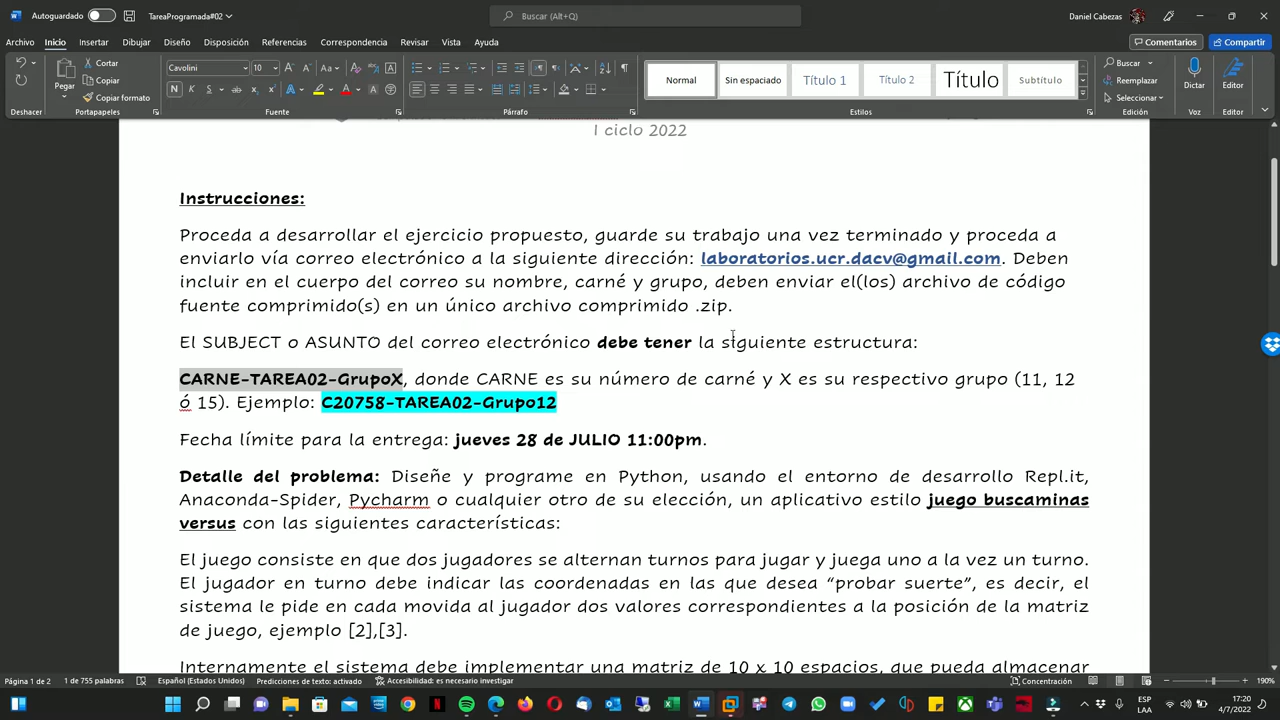 Autoguardado
TareaProgramada#02
Buscar (Alt+Q)
Daniel Cabezas
Archivo Inicio Insertar Dibujar Diseño Disposición Referencias Correspondencia Revisar Vista Ayuda
Comentarios Compartir
Pegar
Cortar
Copiar
Copiar formato
Cavolini 10
Normal
Sin espaciado
Título 1
Título 2
Título
Subtítulo
Buscar
Reemplazar
Seleccionar
Dictar
Editor
Deshacer Portapapeles Fuente Párrafo Estilos Edición Voz Editor
I ciclo 2022
Instrucciones:
Proceda a desarrollar el ejercicio propuesto, guarde su trabajo una vez terminado y proceda a
enviarlo vía correo electrónico a la siguiente dirección: laboratorios.ucr.dacv@gmail.com. Deben
incluir en el cuerpo del correo su nombre, carné y grupo, deben enviar el(los) archivo de código
fuente comprimido(s) en un único archivo comprimido .zip.
El SUBJECT o ASUNTO del correo electrónico debe tener la siguiente estructura:
CARNE-TAREA02-GrupoX, donde CARNE es su número de carné y X es su respectivo grupo (11, 12
ó 15). Ejemplo: C20758-TAREA02-Grupo12
Fecha límite para la entrega: jueves 28 de JULIO 11:00pm.
Detalle del problema: Diseñe y programe en Python, usando el entorno de desarrollo Repl.it,
Anaconda-Spider, Pycharm o cualquier otro de su elección, un aplicativo estilo juego buscaminas
versus con las siguientes características:
El juego consiste en que dos jugadores se alternan turnos para jugar y juega uno a la vez un turno.
El jugador en turno debe indicar las coordenadas en las que desea “probar suerte”, es decir, el
sistema le pide en cada movida al jugador dos valores correspondientes a la posición de la matriz
de juego, ejemplo [2],[3].
Internamente el sistema debe implementar una matriz de 10 x 10 espacios, que pueda almacenar
Página 1 de 2 1 de 755 palabras Español (Estados Unidos) Predicciones de texto: activado Accesibilidad: es necesario investigar Concentración 190%
ESP
LAA
17:20
4/7/2022